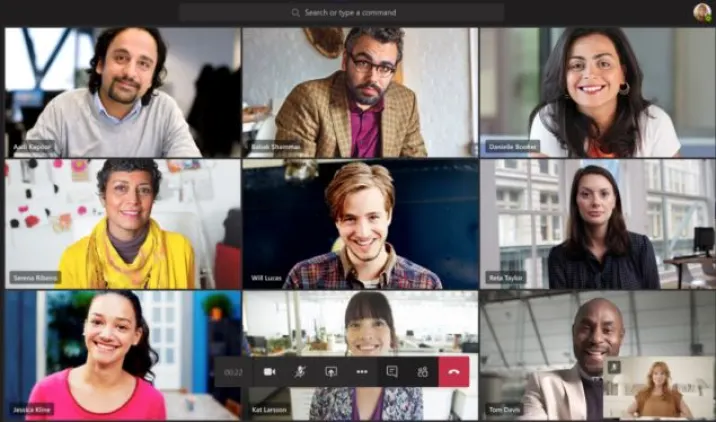 Search or type a command
Aadi Kapoor
Babak Shammas
Danielle Booker
Serena Ribeiro
Will Lucas
Reta Taylor
00:22
Jessica Kline
Kat Larsson
Tom Davis